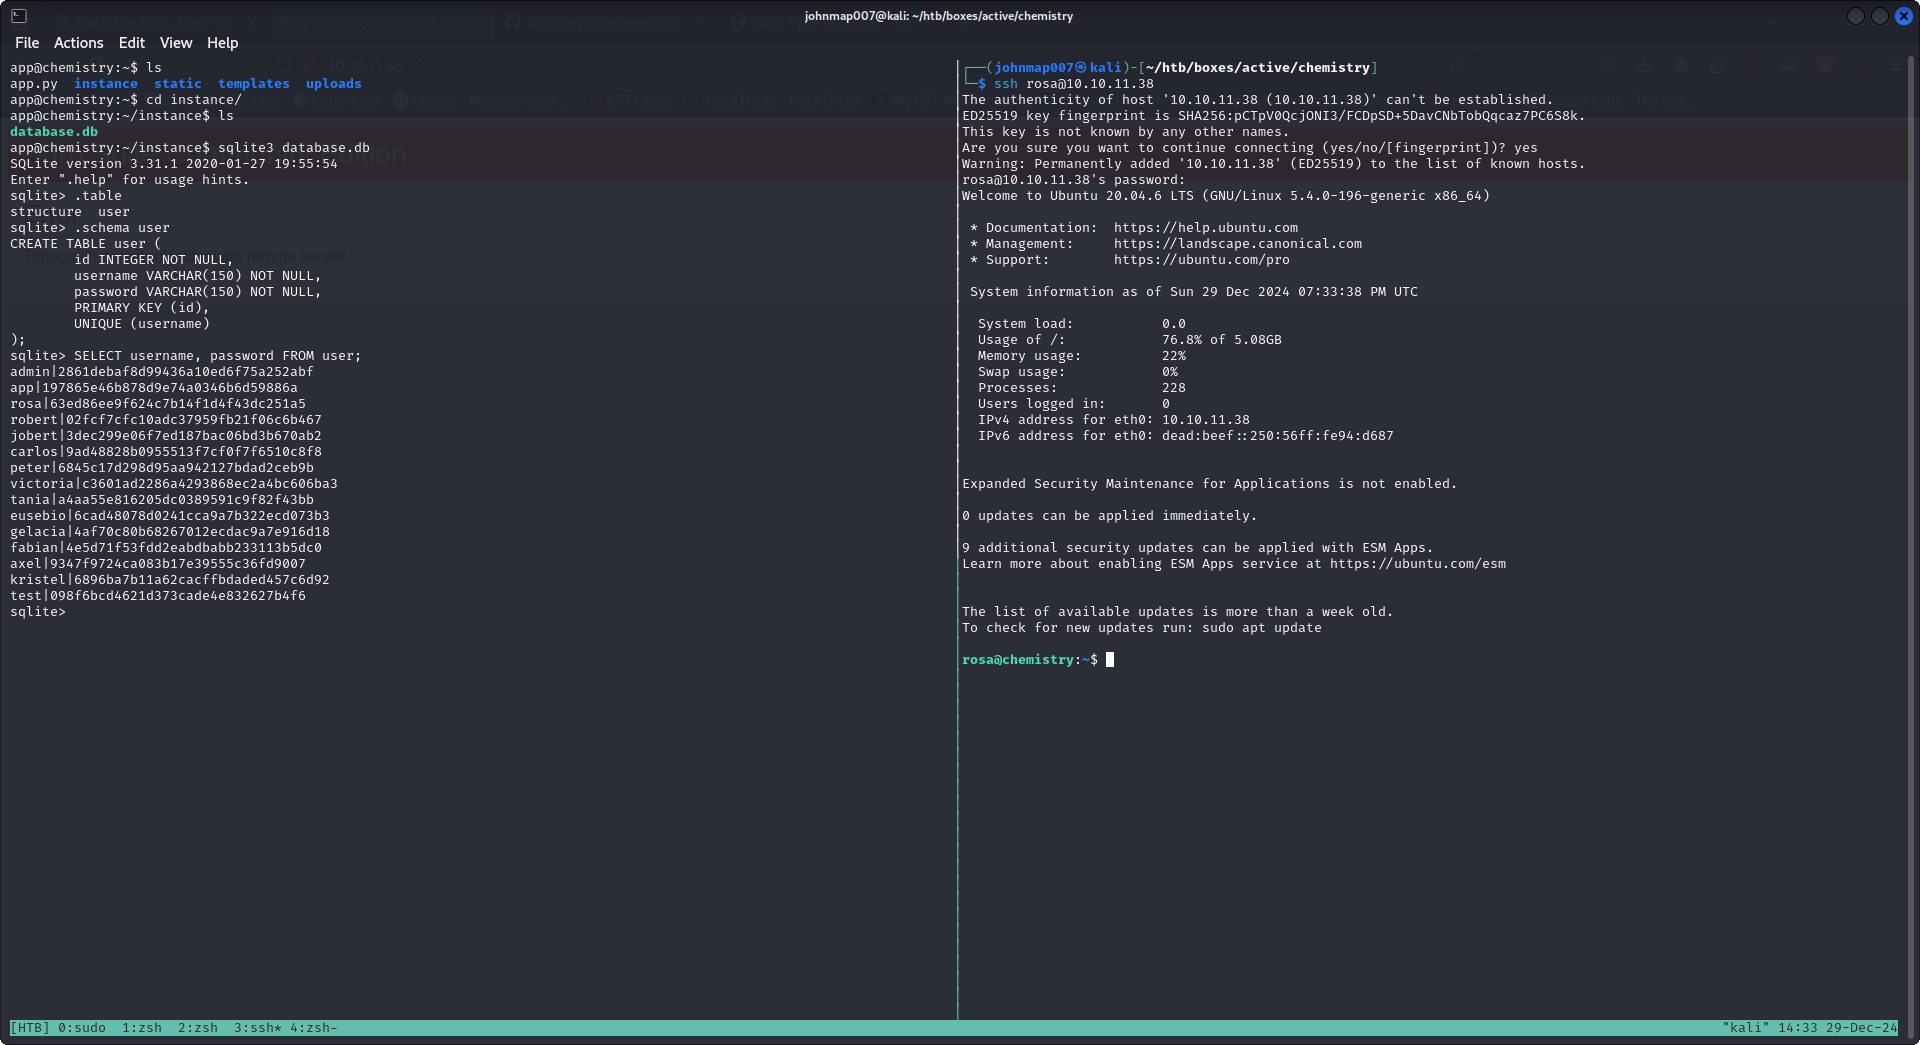 johnmap007@kali: ~/htb/boxes/active/chemistry
File Actions Edit View Help
app@chemistry:~$ ls
app.py instance static templates uploads
app@chemistry:~$ cd instance/
app@chemistry:~/instance$ ls
database.db
app@chemistry:~/instance$ sqlite3 database.db
SQLite version 3.31.1 2020-01-27 19:55:54
Enter ".help" for usage hints.
sqlite> .table
structure user
sqlite> .schema user
CREATE TABLE user (
id INTEGER NOT NULL,
username VARCHAR(150) NOT NULL,
password VARCHAR(150) NOT NULL,
PRIMARY KEY (id),
UNIQUE (username)
);
sqlite> SELECT username, password FROM user;
admin|2861debaf8d99436a10ed6f75a252abf
app|197865e46b878d9e74a0346b6d59886a
rosa|63ed86ee9f624c7b14f1d4f43dc251a5
robert|02fcf7cfc10adc37959fb21f06c6b467
jobert|3dec299e06f7ed187bac06bd3b670ab2
carlos|9ad48828b0955513f7cf0f7f6510c8f8
peter|6845c17d298d95aa942127bdad2ceb9b
victoria|c3601ad2286a4293868ec2a4bc606ba3
tania|a4aa55e816205dc0389591c9f82f43bb
eusebio|6cad48078d0241cca9a7b322ecd073b3
gelacia|4af70c80b68267012ecdac9a7e916d18
fabian|4e5d71f53fdd2eabdbabb233113b5dc0
axel|9347f9724ca083b17e39555c36fd9007
kristel|6896ba7b11a62cacffbdaded457c6d92
test|098f6bcd4621d373cade4e832627b4f6
sqlite>
(johnmap007㉿kali)-[~/htb/boxes/active/chemistry]
$ ssh rosa@10.10.11.38
The authenticity of host '10.10.11.38 (10.10.11.38)' can't be established.
ED25519 key fingerprint is SHA256:pCTpV0QcjONI3/FCDpSD+5DavCNbTobQqcaz7PC6S8k.
This key is not known by any other names.
Are you sure you want to continue connecting (yes/no/[fingerprint])? yes
Warning: Permanently added '10.10.11.38' (ED25519) to the list of known hosts.
rosa@10.10.11.38's password:
Welcome to Ubuntu 20.04.6 LTS (GNU/Linux 5.4.0-196-generic x86_64)
* Documentation: https://help.ubuntu.com
* Management: https://landscape.canonical.com
* Support: https://ubuntu.com/pro
System information as of Sun 29 Dec 2024 07:33:38 PM UTC
System load: 0.0
Usage of /: 76.8% of 5.08GB
Memory usage: 22%
Swap usage: 0%
Processes: 228
Users logged in: 0
IPv4 address for eth0: 10.10.11.38
IPv6 address for eth0: dead:beef::250:56ff:fe94:d687
Expanded Security Maintenance for Applications is not enabled.
0 updates can be applied immediately.
9 additional security updates can be applied with ESM Apps.
Learn more about enabling ESM Apps service at https://ubuntu.com/esm
The list of available updates is more than a week old.
To check for new updates run: sudo apt update
rosa@chemistry:~$
[HTB] 0:sudo 1:zsh 2:zsh 3:ssh* 4:zsh-
"kali" 14:33 29-Dec-24